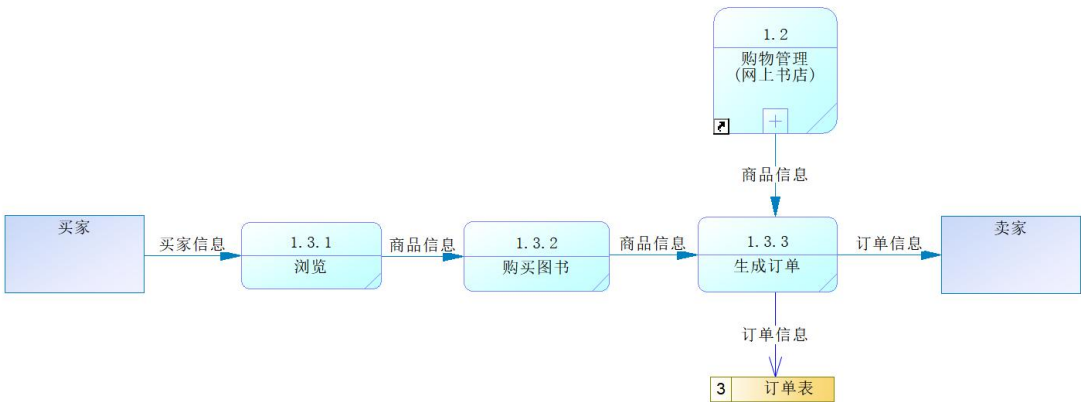 1.2
购物管理
(网上书店)
商品信息
买家
买家信息
1.3.1
浏览
商品信息
1.3.2
购买图书
商品信息
1.3.3
生成订单
订单信息
卖家
订单信息
3 订单表